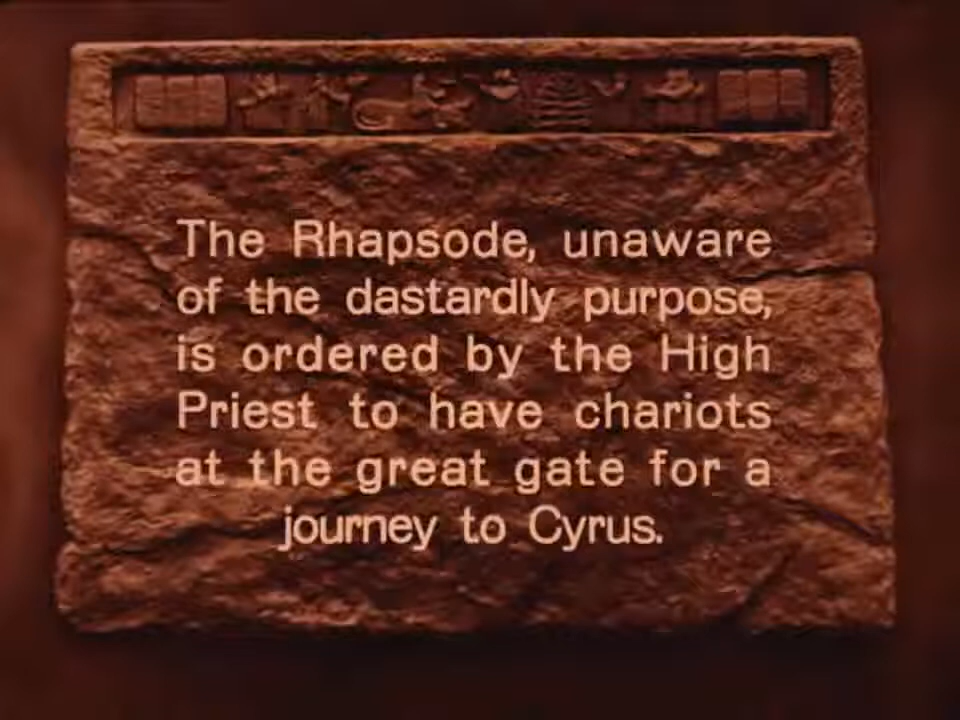 The Rhapsode, unaware
of the dastardly purpose,
is ordered by the High
Priest to have chariots
at the great gate for a
journey to Cyrus.